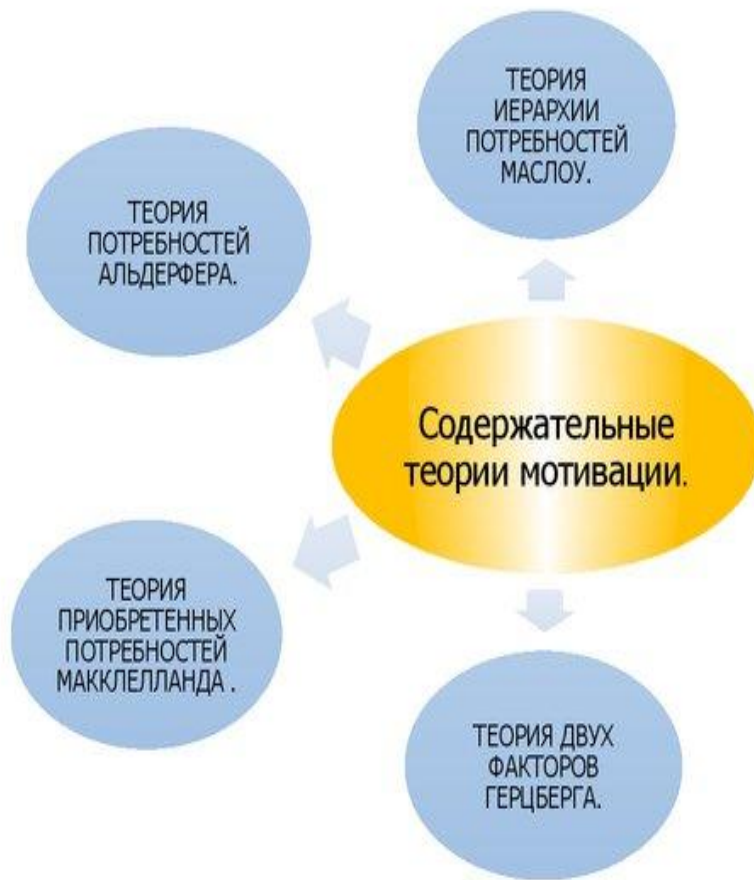 ТЕОРИЯ
ИЕРАРХИИ
ПОТРЕБНОСТЕЙ
МАСЛОУ.
ТЕОРИЯ
ПОТРЕБНОСТЕЙ
АЛЬДЕРФЕРА.
Содержательные
теории мотивации.
ТЕОРИЯ
ПРИОБРЕТЕННЫХ
ПОТРЕБНОСТЕЙ
МАККЛЕЛЛАНДА .
ТЕОРИЯ ДВУХ
ФАКТОРОВ
ГЕРЦБЕРГА.